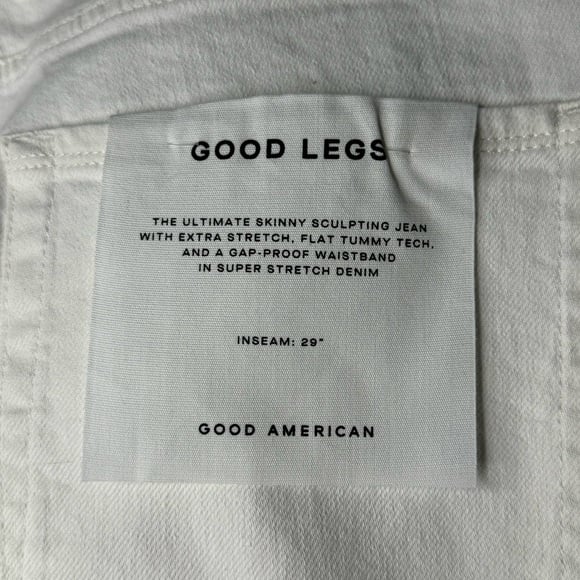 GOOD LEGS
THE ULTIMATE SKINNY SCULPTING JEAN
WITH EXTRA STRETCH, FLAT TUMMY TECH,
AND A GAP-PROOF WAISTBAND
IN SUPER STRETCH DENIM
INSEAM: 29"
GOOD AMERICAN